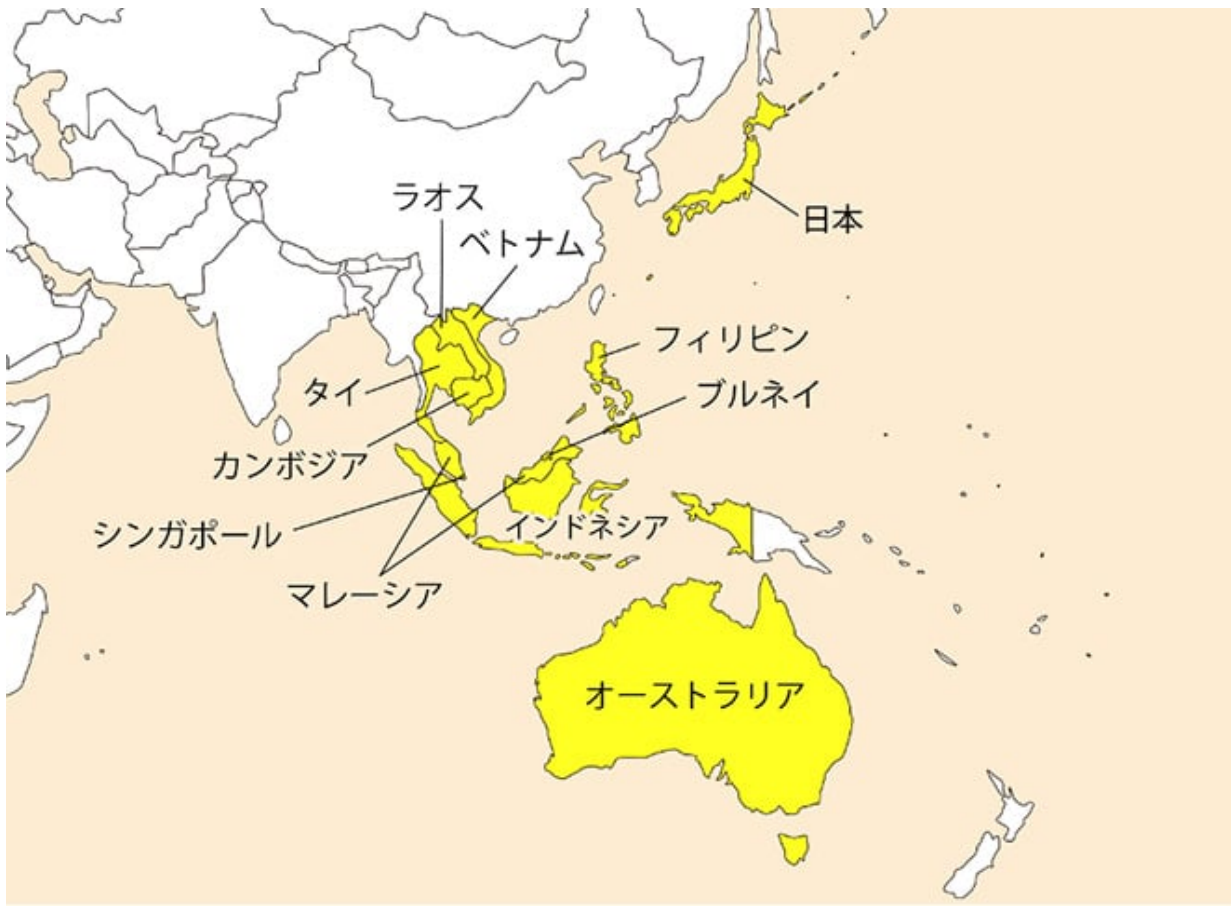 ラオス
ベトナム
日本
フィリピン
ブルネイ
タイ
カンボジア
シンガポール
インドネシア
マレーシア
オーストラリア